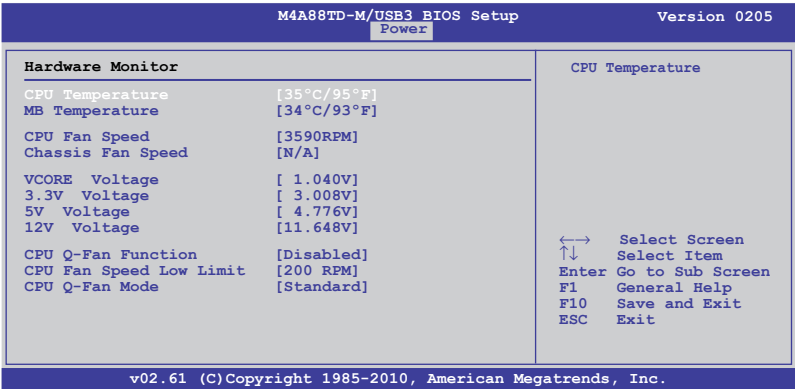 M4A88TD-M/USB3 BIOS Setup Version 0205
Power
Hardware Monitor
CPU Temperature [35°C/95°F]
MB Temperature [34°C/93°F]
CPU Fan Speed [3590RPM]
Chassis Fan Speed [N/A]
VCORE Voltage [ 1.040V]
3.3V Voltage [ 3.008V]
5V Voltage [ 4.776V]
12V Voltage [11.648V]
CPU Q-Fan Function [Disabled]
CPU Fan Speed Low Limit [200 RPM]
CPU Q-Fan Mode [Standard]
CPU Temperature
←→ Select Screen
↑↓ Select Item
Enter Go to Sub Screen
F1 General Help
F10 Save and Exit
ESC Exit
v02.61 (C)Copyright 1985-2010, American Megatrends, Inc.